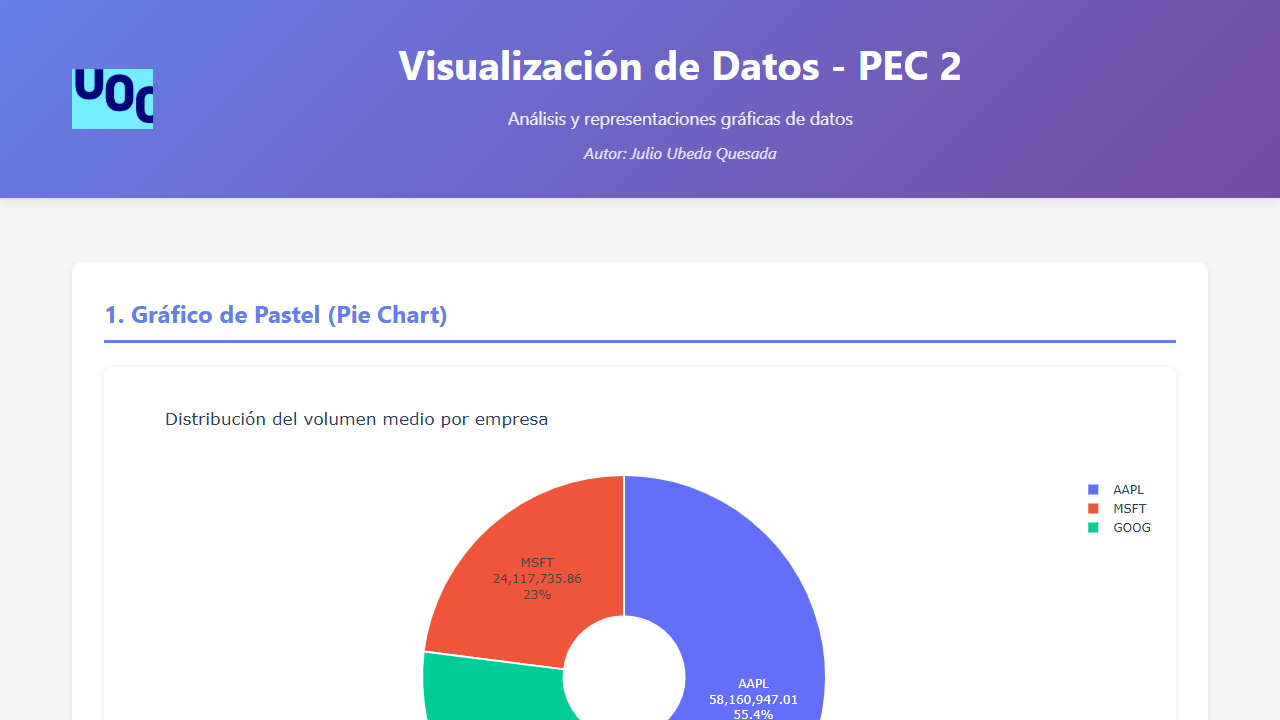 UOC
Visualización de Datos - PEC 2
Análisis y representaciones gráficas de datos
Autor: Julio Ubeda Quesada
1. Gráfico de Pastel (Pie Chart)
Distribución del volumen medio por empresa
AAPL
MSFT
GOOG
MSFT
24,117,735.86
23%
AAPL
58,160,947.01
55.4%